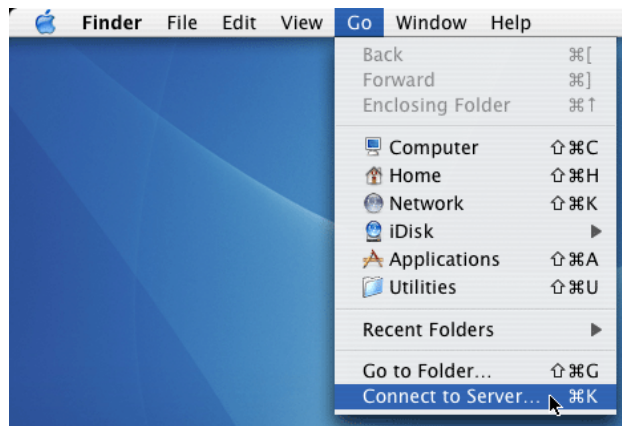 Finder File Edit View Go Window Help
Back ⌘[
Forward ⌘]
Enclosing Folder ⌘↑
Computer ⇧⌘C
Home ⇧⌘H
Network ⇧⌘K
iDisk ▶
Applications ⇧⌘A
Utilities ⇧⌘U
Recent Folders ▶
Go to Folder... ⇧⌘G
Connect to Server... ⌘K